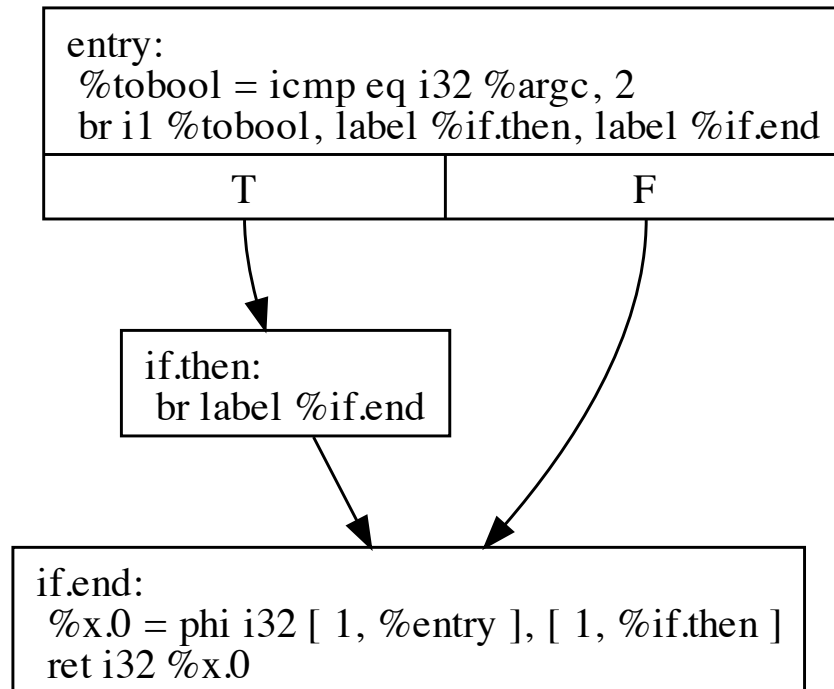 entry:
%tobool = icmp eq i32 %argc, 2
br i1 %tobool, label %if.then, label %if.end
T
F
if.then:
br label %if.end
if.end:
%x.0 = phi i32 [ 1, %entry ], [ 1, %if.then ]
ret i32 %x.0